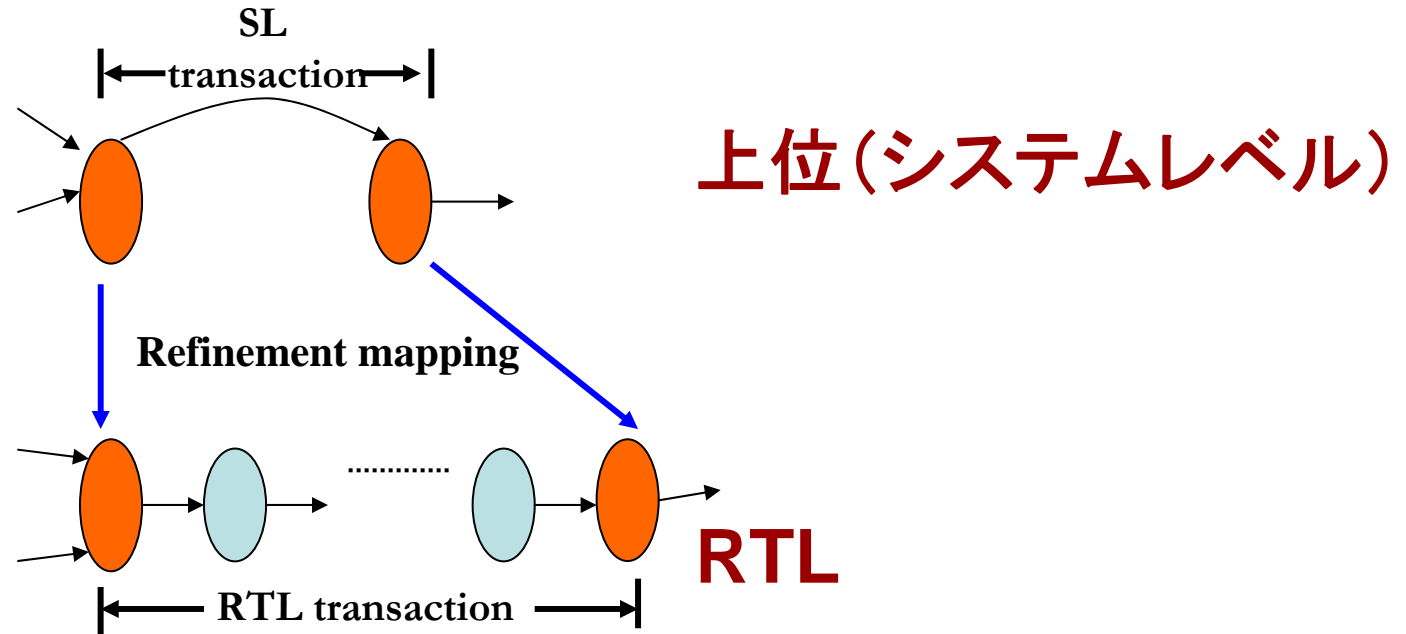 SL
transaction
上位(システムレベル)
Refinement mapping
RTL
RTL transaction